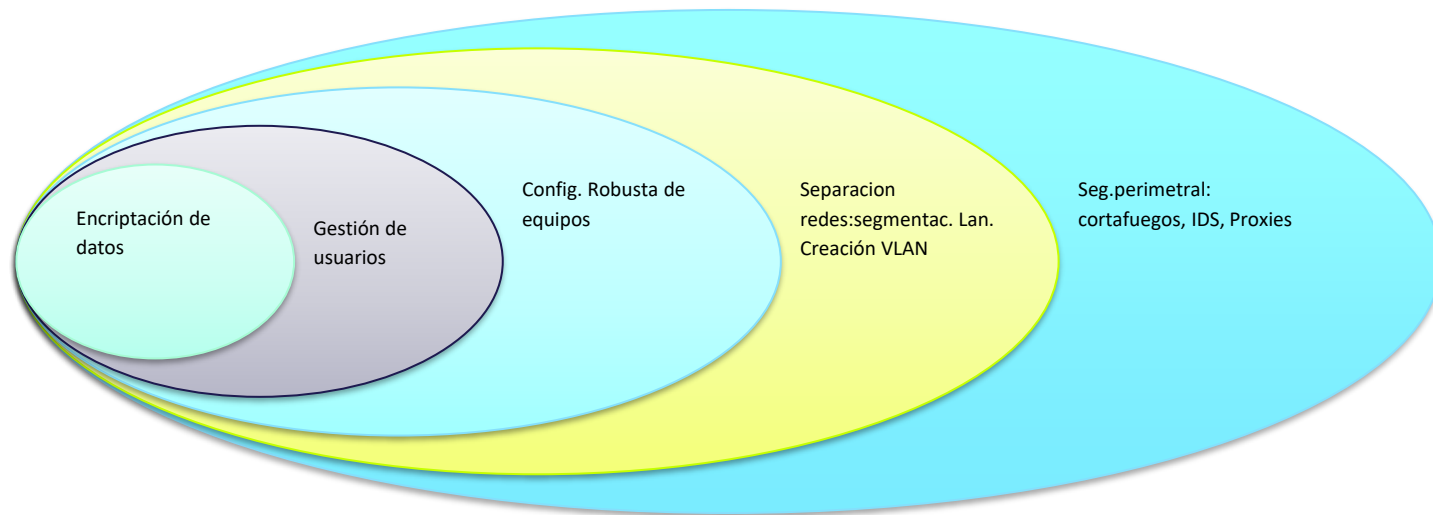 Encriptación de
datos
Gestión de
usuarios
Config. Robusta de
equipos
Separacion
redes:segmentac. Lan.
Creación VLAN
Seg.perimetral:
cortafuegos, IDS, Proxies